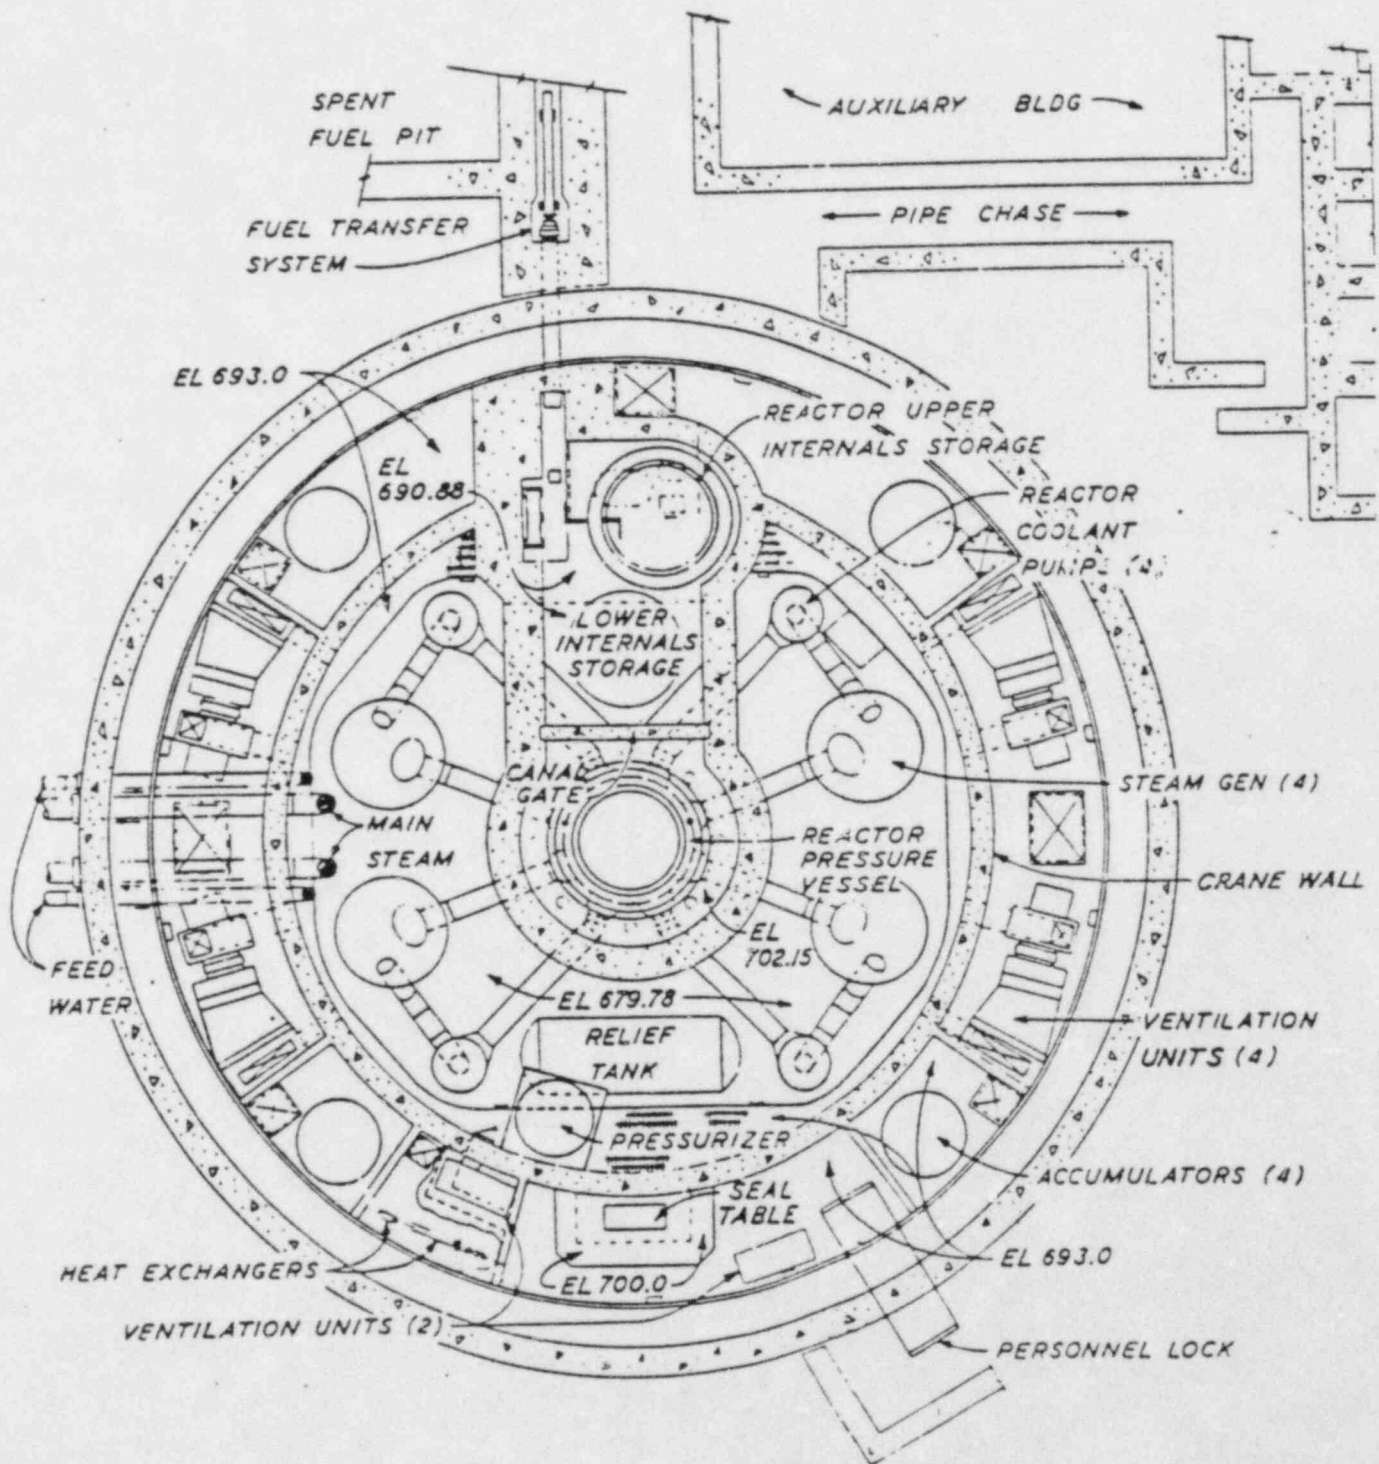 SPENT
FUEL PIT
AUXILIARY BLDG
FUEL TRANSFER
SYSTEM
PIPE CHASE
EL 693.0
REACTOR UPPER
INTERNALS STORAGE
EL
690.88
REACTOR
COOLANT
PUMPS (4)
LOWER
INTERNALS
STORAGE
CANAL
GATE
STEAM GEN (4)
MAIN
STEAM
REACTOR
PRESSURE
VESSEL
CRANE WALL
EL
702.15
FEED
WATER
EL 679.78
RELIEF
TANK
VENTILATION
UNITS (4)
PRESSURIZER
ACCUMULATORS (4)
SEAL
TABLE
HEAT EXCHANGERS
EL 700.0
EL 693.0
VENTILATION UNITS (2)
PERSONNEL LOCK